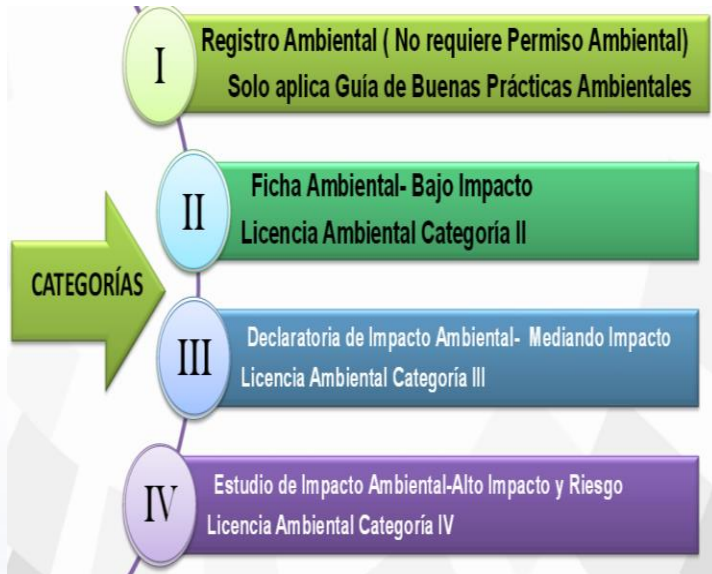 I
Registro Ambiental ( No requiere Permiso Ambiental)
Solo aplica Guía de Buenas Prácticas Ambientales
II
Ficha Ambiental- Bajo Impacto
Licencia Ambiental Categoría II
CATEGORÍAS
III
Declaratoria de Impacto Ambiental- Mediando Impacto
Licencia Ambiental Categoría III
IV
Estudio de Impacto Ambiental-Alto Impacto y Riesgo
Licencia Ambiental Categoría IV